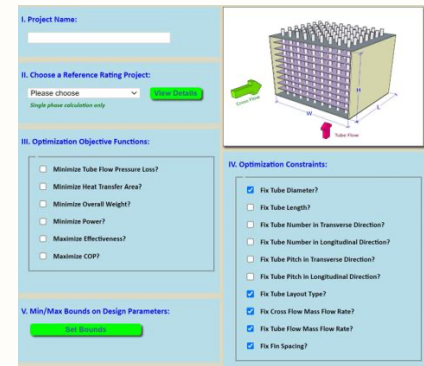 I. Project Name:
II. Choose a Reference Rating Project:
Please choose
View Details
Single phase calculation only
III. Optimization Objective Functions:
Minimize Tube Flow Pressure Loss?
Minimize Heat Transfer Area?
Minimize Overall Weight?
Minimize Power?
Maximize Effectiveness?
Maximize COP?
V. Min/Max Bounds on Design Parameters:
Set Bounds
Cross Flow
W
H
L
Tube Flow
IV. Optimization Constraints:
Fix Tube Diameter?
Fix Tube Length?
Fix Tube Number in Transverse Direction?
Fix Tube Number in Longitudinal Direction?
Fix Tube Pitch in Transverse Direction?
Fix Tube Pitch in Longitudinal Direction?
Fix Tube Layout Type?
Fix Cross Flow Mass Flow Rate?
Fix Tube Flow Mass Flow Rate?
Fix Fin Spacing?